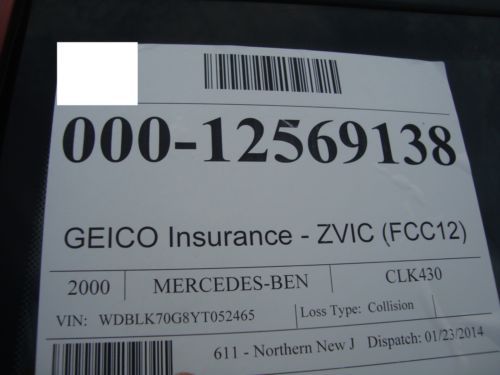 000-12569138
GEICO Insurance - ZVIC (FCC12)
2000 MERCEDES-BEN CLK430
VIN: WDBLK70G8YT052465 Loss Type: Collision
611 - Northern New J Dispatch: 01/23/2014